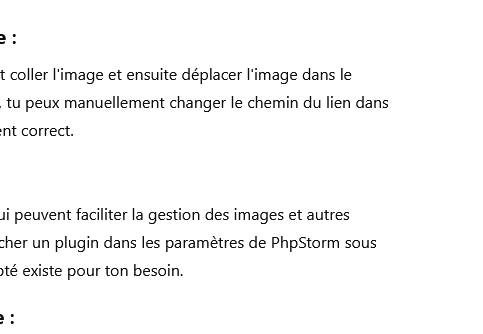 e :
t coller l'image et ensuite déplacer l'image dans le
, tu peux manuellement changer le chemin du lien dans
ent correct.
ui peuvent faciliter la gestion des images et autres
cher un plugin dans les paramètres de PhpStorm sous
pté existe pour ton besoin.
e :